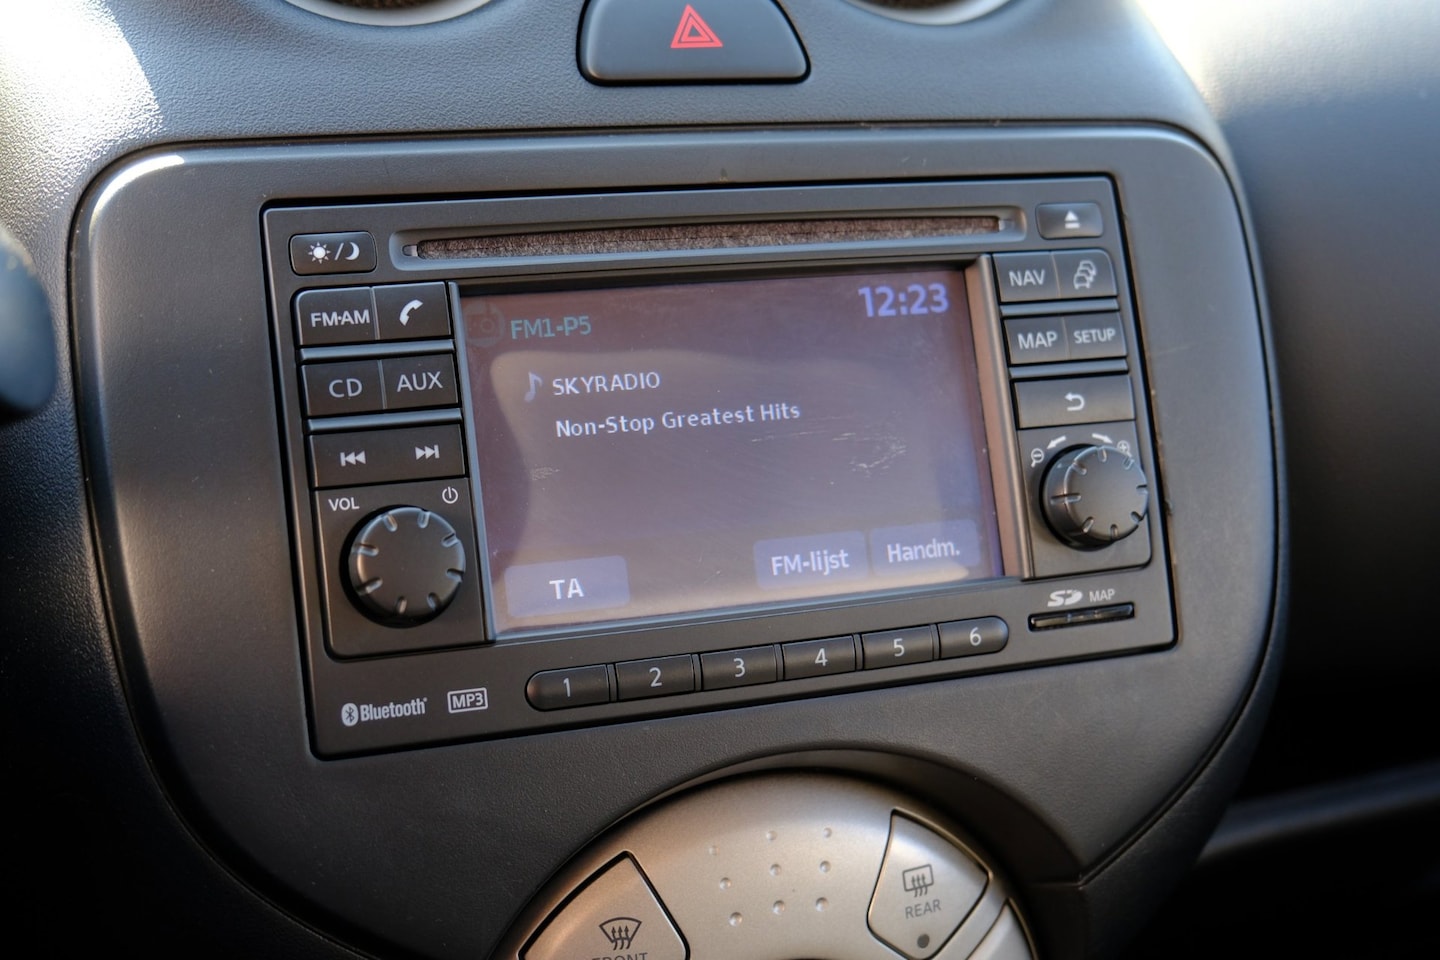 FM·AM
CD
AUX
VOL
12:23
FM1-P5
SKYRADIO
Non-Stop Greatest Hits
TA
FM-lijst
Handm.
NAV
MAP
SETUP
SD MAP
1 2 3 4 5 6
Bluetooth®
MP3
REAR
FRONT